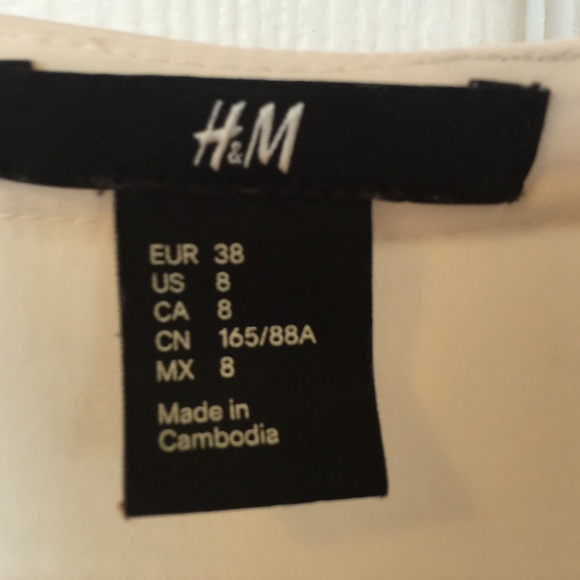 H&M
EUR 38
US 8
CA 8
CN 165/88A
MX 8
Made in
Cambodia